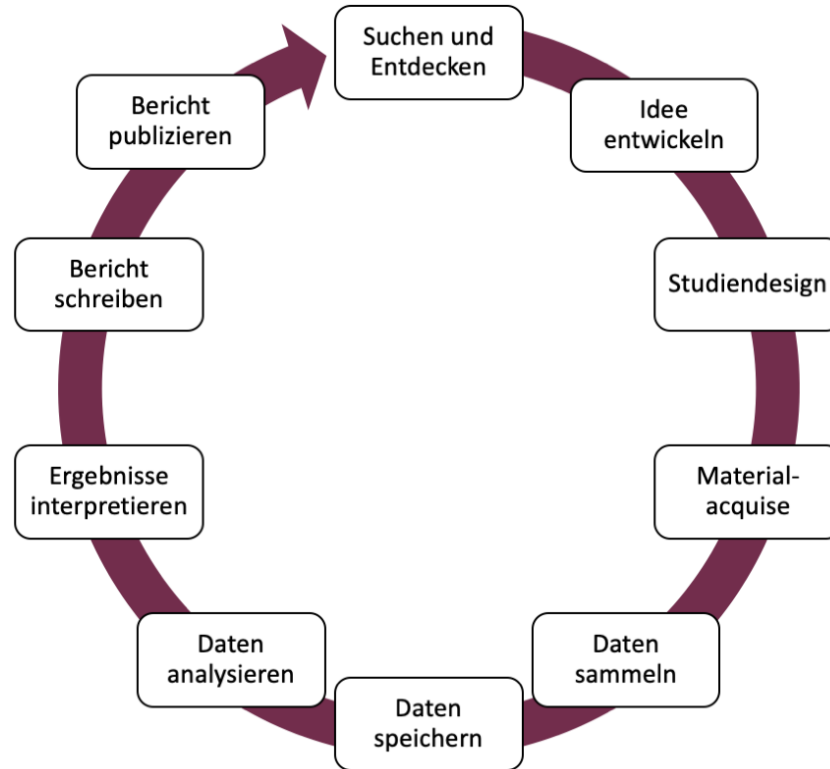 Suchen und
Entdecken
Idee
entwickeln
Studiendesign
Material-
acquise
Daten
sammeln
Daten
speichern
Daten
analysieren
Ergebnisse
interpretieren
Bericht
schreiben
Bericht
publizieren